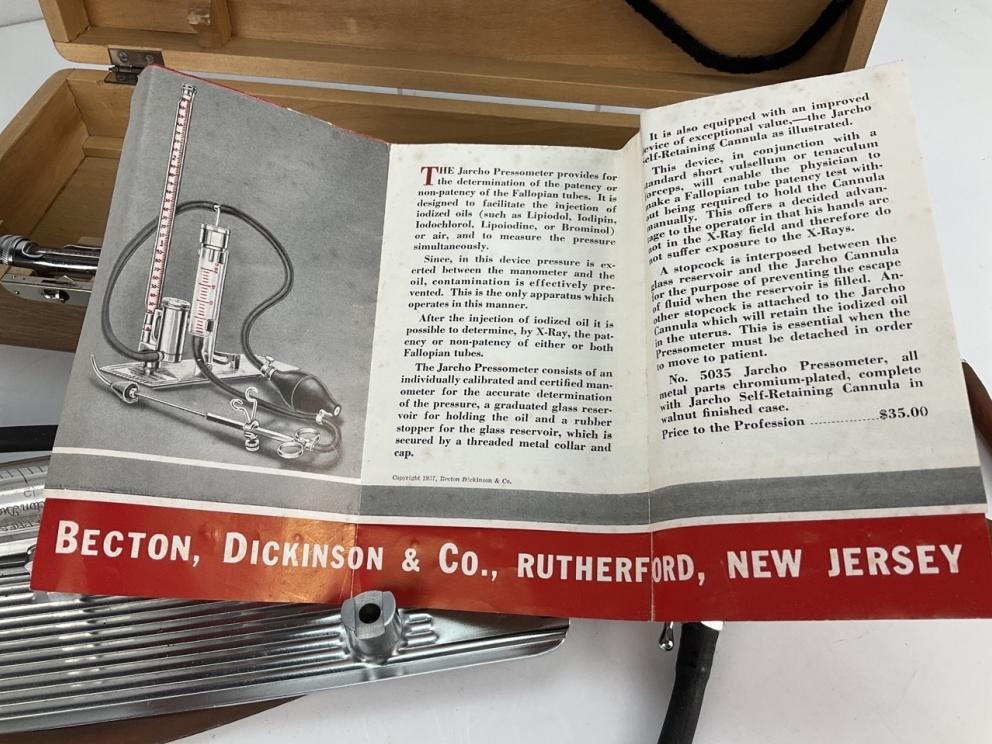 THE Jarcho Pressometer provides for
the determination of the patency or
non-patency of the Fallopian tubes. It is
designed to facilitate the injection of
iodized oils (such as Lipiodol, Iodipin,
Iodochlorol, Lipoiodine, or Brominol)
or air, and to measure the pressure
simultaneously.
Since, in this device pressure is ex-
erted between the manometer and the
oil, contamination is effectively pre-
vented. This is the only apparatus which
operates in this manner.
After the injection of iodized oil it is
possible to determine, by X-Ray, the pat-
ency or non-patency of either or both
Fallopian tubes.
The Jarcho Pressometer consists of an
individually calibrated and certified man-
ometer for the accurate determination
of the pressure, a graduated glass reser-
voir for holding the oil and a rubber
stopper for the glass reservoir, which is
secured by a threaded metal collar and
cap.
Copyright 1937, Becton Dickinson & Co.
It is also equipped with an improved
evice of exceptional value,—the Jarcho
elf-Retaining Cannula as illustrated.
This device, in conjunction with a
tandard short vulsellum or tenaculum
orceps, will enable the physician to
make a Fallopian tube patency test with-
out being required to hold the Cannula
manually. This offers a decided advan-
age to the operator in that his hands are
not in the X-Ray field and therefore do
not suffer exposure to the X-Rays.
A stopcock is interposed between the
glass reservoir and the Jarcho Cannula
for the purpose of preventing the escape
of fluid when the reservoir is filled. An-
other stopcock is attached to the Jarcho
Cannula which will retain the iodized oil
in the uterus. This is essential when the
Pressometer must be detached in order
to move to patient.
No. 5035 Jarcho Pressometer, all
metal parts chromium-plated, complete
with Jarcho Self-Retaining Cannula in
walnut finished case.
Price to the Profession ............$35.00
BECTON, DICKINSON & CO., RUTHERFORD, NEW JERSEY